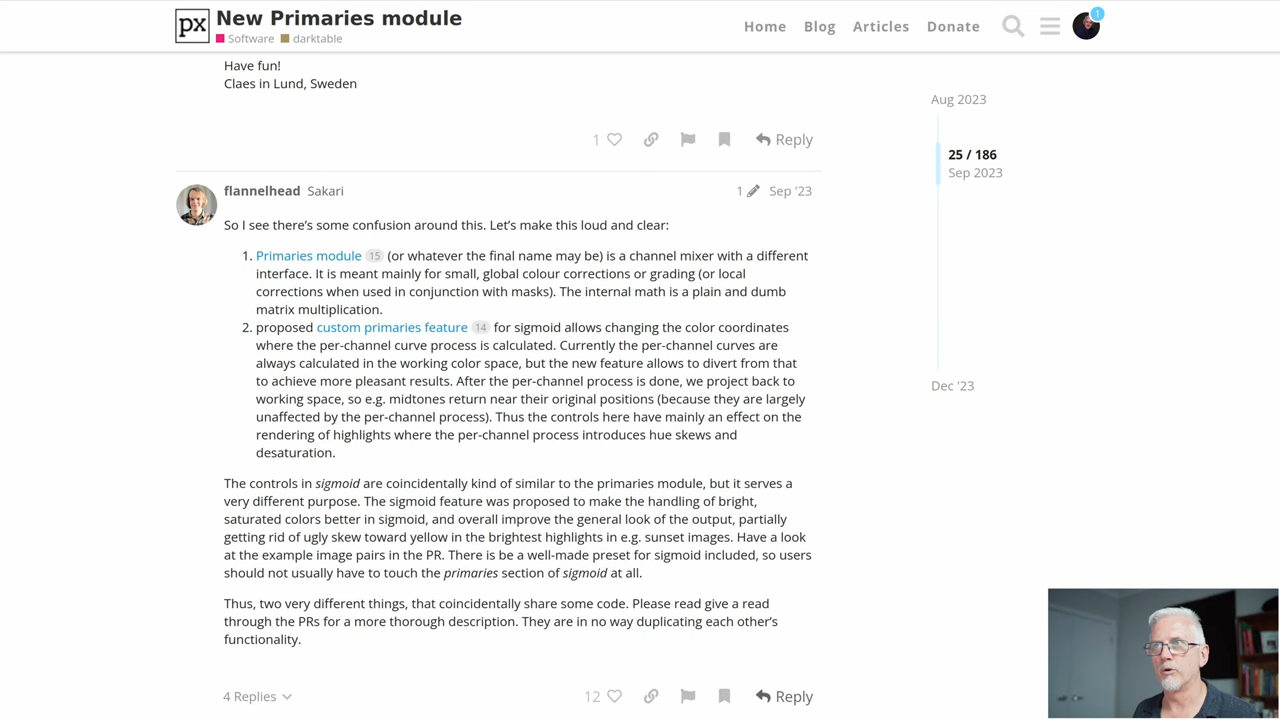 px
New Primaries module
Software darktable
Home Blog Articles Donate
1
Have fun!
Claes in Lund, Sweden
Aug 2023
1 Reply
25 / 186
Sep 2023
flannelhead Sakari 1 Sep '23
So I see there's some confusion around this. Let's make this loud and clear:
1. Primaries module 15 (or whatever the final name may be) is a channel mixer with a different
interface. It is meant mainly for small, global colour corrections or grading (or local
corrections when used in conjunction with masks). The internal math is a plain and dumb
matrix multiplication.
2. proposed custom primaries feature 14 for sigmoid allows changing the color coordinates
where the per-channel curve process is calculated. Currently the per-channel curves are
always calculated in the working color space, but the new feature allows to divert from that
to achieve more pleasant results. After the per-channel process is done, we project back to
working space, so e.g. midtones return near their original positions (because they are largely
unaffected by the per-channel process). Thus the controls here have mainly an effect on the
rendering of highlights where the per-channel process introduces hue skews and
desaturation.
Dec '23
The controls in sigmoid are coincidentally kind of similar to the primaries module, but it serves a
very different purpose. The sigmoid feature was proposed to make the handling of bright,
saturated colors better in sigmoid, and overall improve the general look of the output, partially
getting rid of ugly skew toward yellow in the brightest highlights in e.g. sunset images. Have a look
at the example image pairs in the PR. There is be a well-made preset for sigmoid included, so users
should not usually have to touch the primaries section of sigmoid at all.
Thus, two very different things, that coincidentally share some code. Please read give a read
through the PRs for a more thorough description. They are in no way duplicating each other's
functionality.
4 Replies 12 Reply